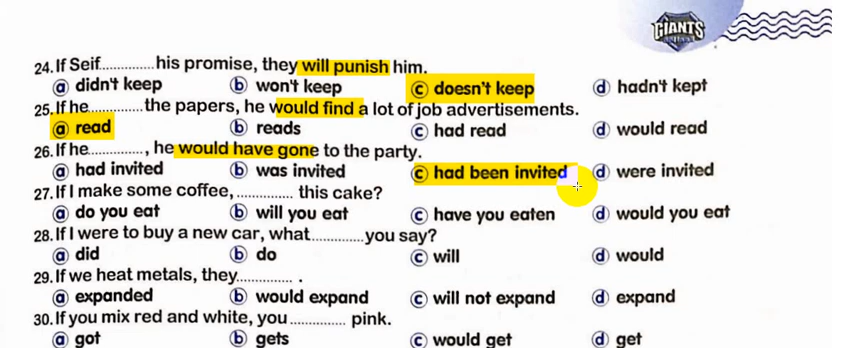 GIANTS
24.If Seif..............his promise, they will punish him.
ⓐ didn't keep ⓑ won't keep ⓒ doesn't keep ⓓ hadn't kept
25.If he..............the papers, he would find a lot of job advertisements.
ⓐ read ⓑ reads ⓒ had read ⓓ would read
26.If he.............., he would have gone to the party.
ⓐ had invited ⓑ was invited ⓒ had been invited ⓓ were invited
27.If I make some coffee,.............. this cake?
ⓐ do you eat ⓑ will you eat ⓒ have you eaten ⓓ would you eat
28.If I were to buy a new car, what..............you say?
ⓐ did ⓑ do ⓒ will ⓓ would
29.If we heat metals, they.............. .
ⓐ expanded ⓑ would expand ⓒ will not expand ⓓ expand
30.If you mix red and white, you .............. pink.
ⓐ got ⓑ gets ⓒ would get ⓓ get